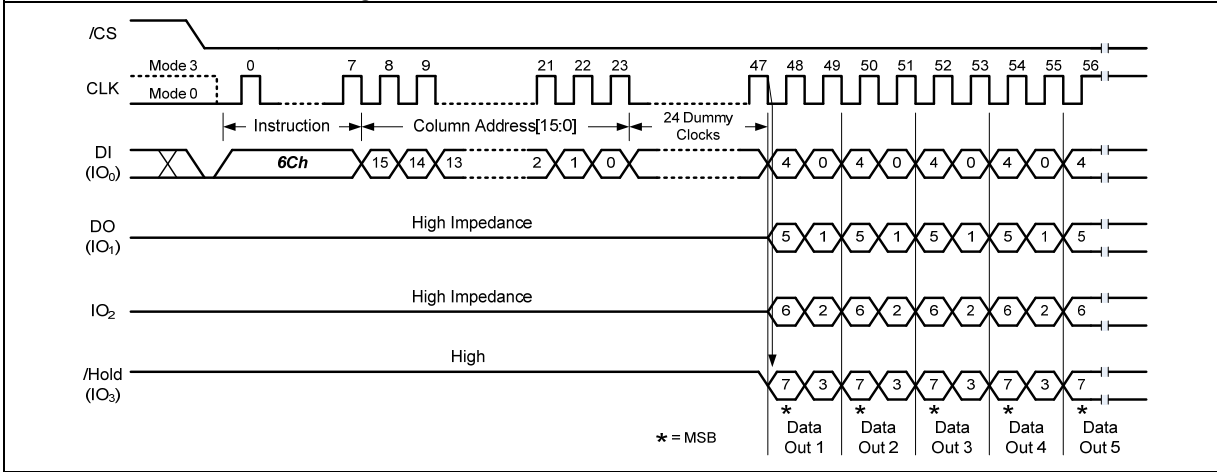 /CS
Mode 3 0 7 8 9 21 22 23 47 48 49 50 51 52 53 54 55 56
CLK
Mode 0
Instruction Column Address[15:0] 24 Dummy
Clocks
DI
(IO₀)
6Ch 15 14 13 2 1 0 4 0 4 0 4 0 4 0 4
High Impedance
DO
(IO₁)
5 1 5 1 5 1 5 1 5
High Impedance
IO₂ 6 2 6 2 6 2 6 2 6
High
/Hold
(IO₃)
7 3 7 3 7 3 7 3 7
* * * * *
* = MSB
Data Data Data Data Data
Out 1 Out 2 Out 3 Out 4 Out 5